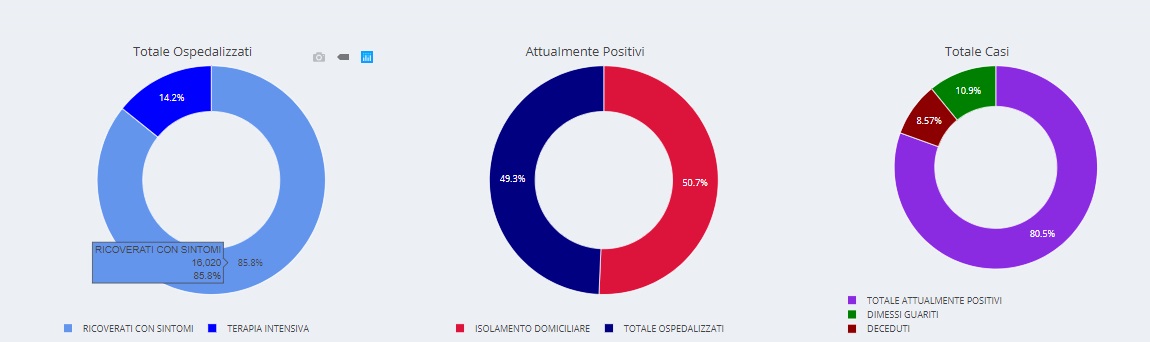 Totale Ospedalizzati
14.2%
RICOVERATI CON SINTOMI
16,020
85.8%
85.8%
RICOVERATI CON SINTOMI
TERAPIA INTENSIVA
Attualmente Positivi
49.3%
50.7%
ISOLAMENTO DOMICILIARE
TOTALE OSPEDALIZZATI
Totale Casi
10.9%
8.57%
80.5%
TOTALE ATTUALMENTE POSITIVI
DIMESSI GUARITI
DECEDUTI